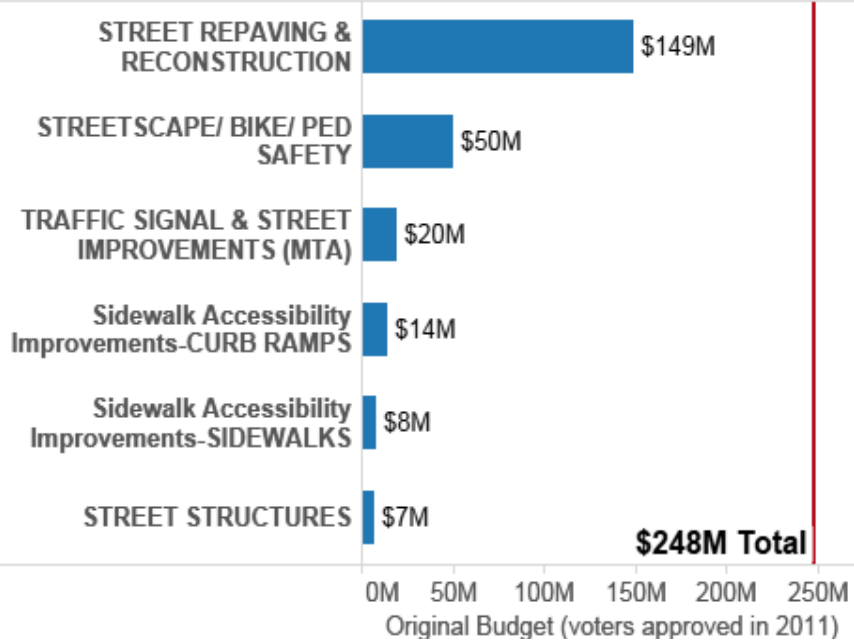 STREET REPAVING &
RECONSTRUCTION
$149M
STREETSCAPE/ BIKE/ PED
SAFETY
$50M
TRAFFIC SIGNAL & STREET
IMPROVEMENTS (MTA)
$20M
Sidewalk Accessibility
Improvements-CURB RAMPS
$14M
Sidewalk Accessibility
Improvements-SIDEWALKS
$8M
STREET STRUCTURES
$7M
$248M Total
0M 50M 100M 150M 200M 250M
Original Budget (voters approved in 2011)